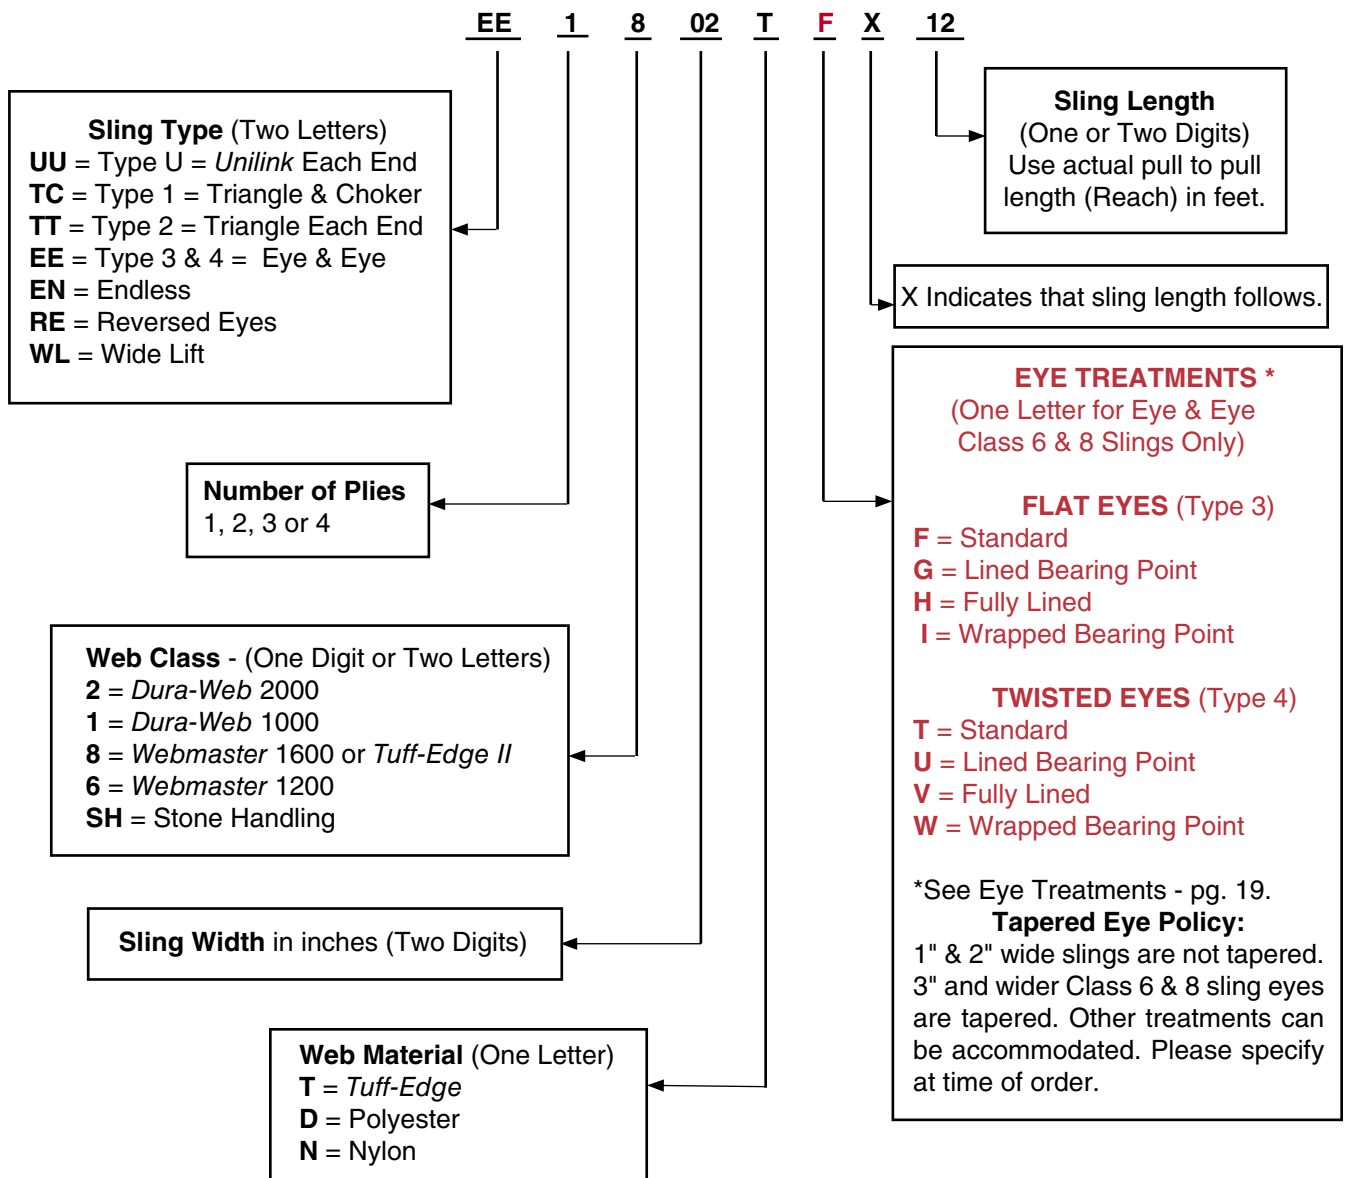 EE 1 8 02 T F X 12
Sling Type (Two Letters)
UU = Type U = Unilink Each End
TC = Type 1 = Triangle & Choker
TT = Type 2 = Triangle Each End
EE = Type 3 & 4 = Eye & Eye
EN = Endless
RE = Reversed Eyes
WL = Wide Lift
Sling Length
(One or Two Digits)
Use actual pull to pull
length (Reach) in feet.
X Indicates that sling length follows.
Number of Plies
1, 2, 3 or 4
EYE TREATMENTS *
(One Letter for Eye & Eye
Class 6 & 8 Slings Only)
FLAT EYES (Type 3)
F = Standard
G = Lined Bearing Point
H = Fully Lined
I = Wrapped Bearing Point
TWISTED EYES (Type 4)
T = Standard
U = Lined Bearing Point
V = Fully Lined
W = Wrapped Bearing Point
*See Eye Treatments - pg. 19.
Tapered Eye Policy:
1" & 2" wide slings are not tapered.
3" and wider Class 6 & 8 sling eyes
are tapered. Other treatments can
be accommodated. Please specify
at time of order.
Web Class - (One Digit or Two Letters)
2 = Dura-Web 2000
1 = Dura-Web 1000
8 = Webmaster 1600 or Tuff-Edge II
6 = Webmaster 1200
SH = Stone Handling
Sling Width in inches (Two Digits)
Web Material (One Letter)
T = Tuff-Edge
D = Polyester
N = Nylon